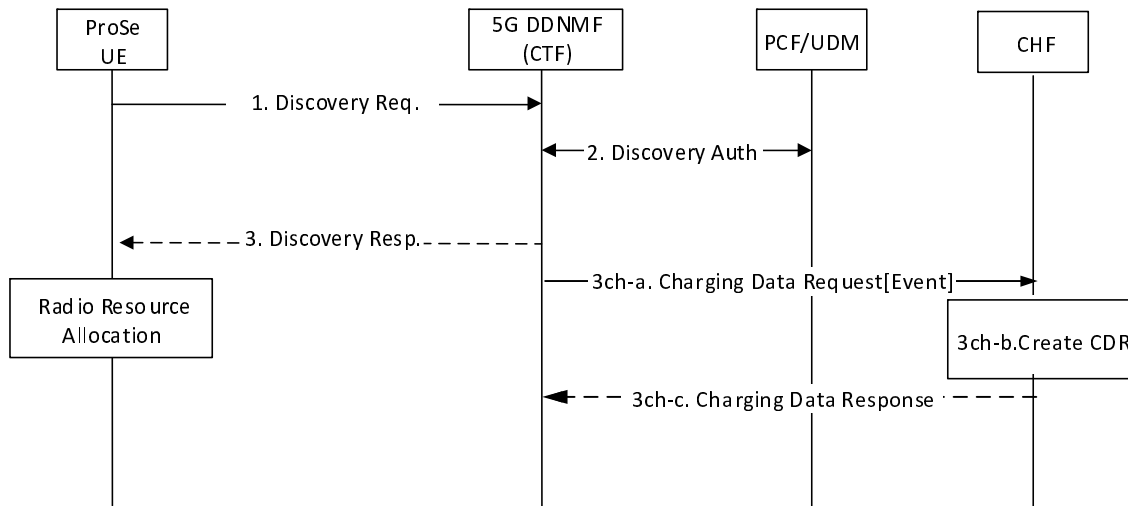 ProSe
UE
5G DDNMF
(CTF)
PCF/UDM
CHF
1. Discovery Req.
2. Discovery Auth
3. Discovery Resp.
3ch-a. Charging Data Request[Event]
Radio Resource
Allocation
3ch-b.Create CDR
3ch-c. Charging Data Response